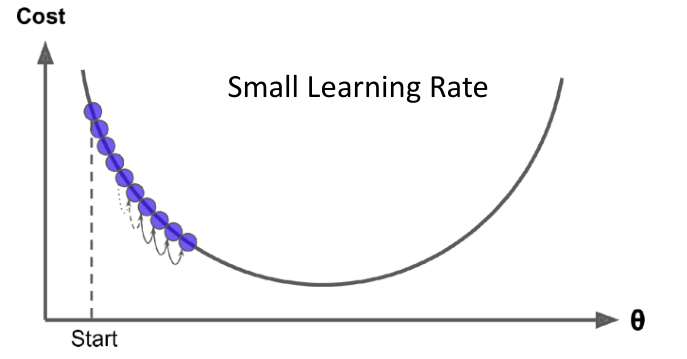 Cost
Small Learning Rate
θ
Start